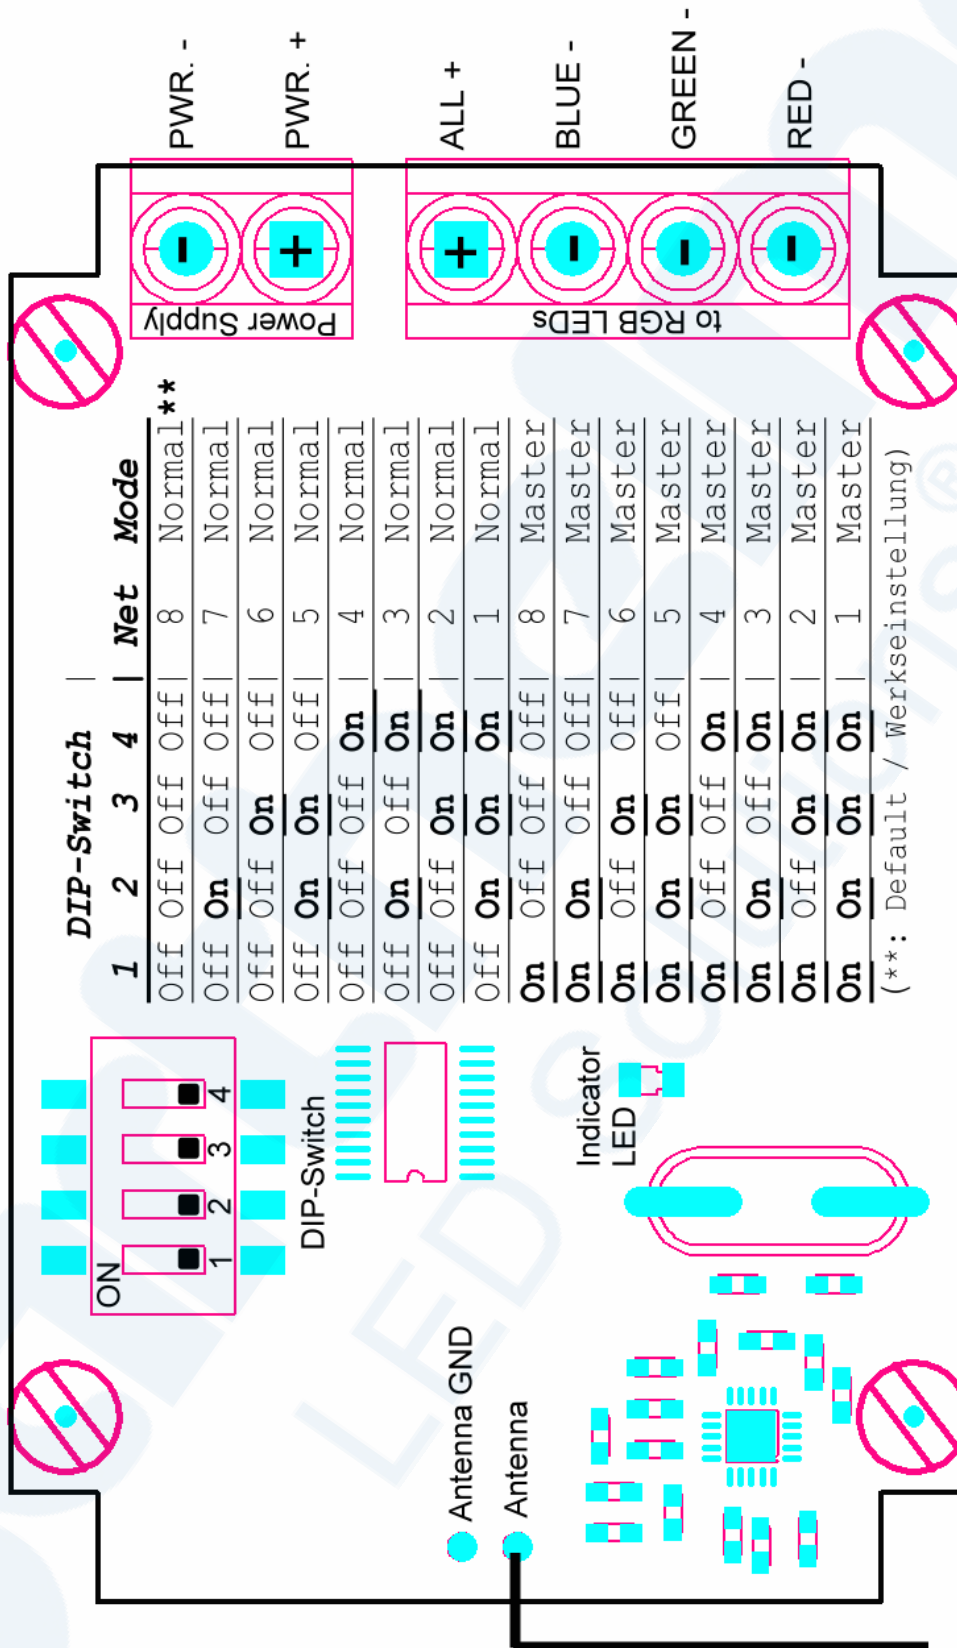 DIP-Switch |
1 2 3 4 | Net Mode
Off Off Off Off | 8 Normal**
Off On Off Off | 7 Normal
Off Off On Off | 6 Normal
Off On On Off | 5 Normal
Off Off Off On | 4 Normal
Off On Off On | 3 Normal
Off Off On On | 2 Normal
Off On On On | 1 Normal
On Off Off Off | 8 Master
On On Off Off | 7 Master
On Off On Off | 6 Master
On On On Off | 5 Master
On Off Off On | 4 Master
On On Off On | 3 Master
On Off On On | 2 Master
On On On On | 1 Master
(**: Default / Werkseinstellung)
ON
1 2 3 4
DIP-Switch
Indicator
LED
Antenna GND
Antenna
Power Supply
- PWR. -
+ PWR. +
to RGB LEDs
+ ALL +
- BLUE -
- GREEN -
- RED -
LED Solutions ®